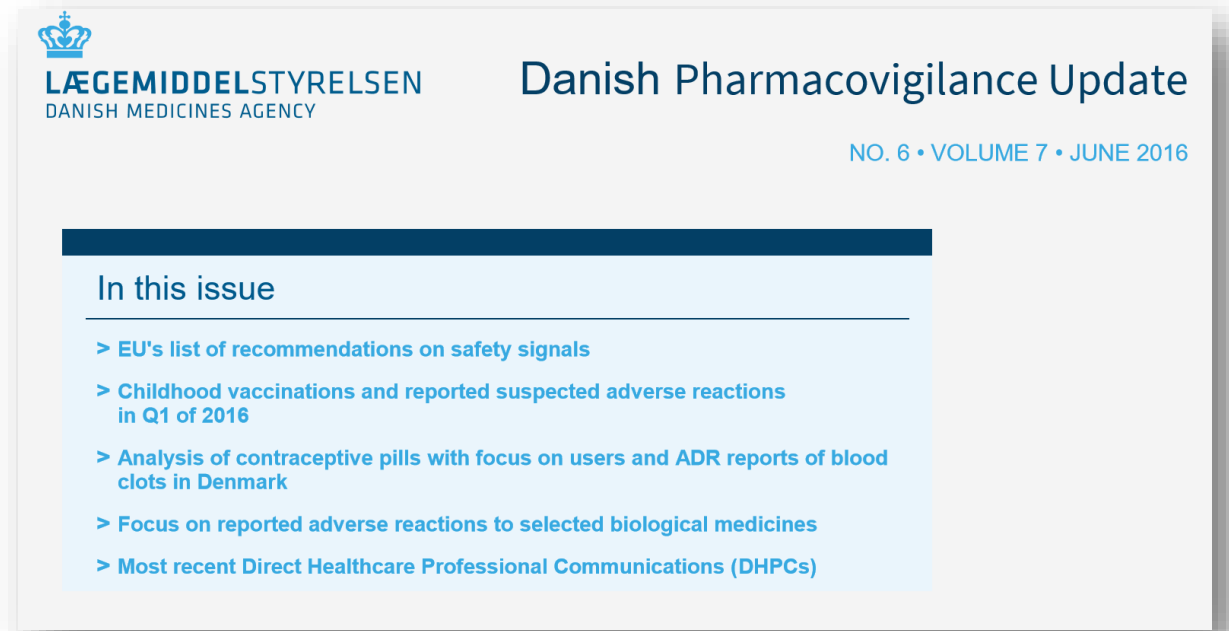 LÆGEMIDDELSTYRELSEN
DANISH MEDICINES AGENCY
Danish Pharmacovigilance Update
NO. 6 • VOLUME 7 • JUNE 2016
In this issue
> EU's list of recommendations on safety signals
> Childhood vaccinations and reported suspected adverse reactions
in Q1 of 2016
> Analysis of contraceptive pills with focus on users and ADR reports of blood
clots in Denmark
> Focus on reported adverse reactions to selected biological medicines
> Most recent Direct Healthcare Professional Communications (DHPCs)